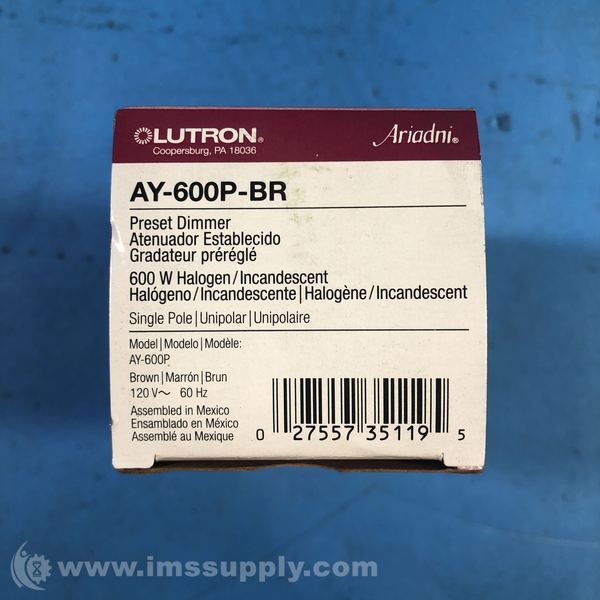 LUTRON®
Coopersburg, PA 18036
Ariadni®
AY-600P-BR
Preset Dimmer
Atenuador Establecido
Gradateur préréglé
600 W Halogen/Incandescent
Halógeno/Incandescente|Halogène/Incandescent
Single Pole|Unipolar|Unipolaire
Model|Modelo|Modèle:
AY-600P
Brown|Marrón|Brun
120 V~ 60 Hz
Assembled in Mexico
Ensamblado en México
Assemblé au Mexique
0 27557 35119 5
www.imssupply.com